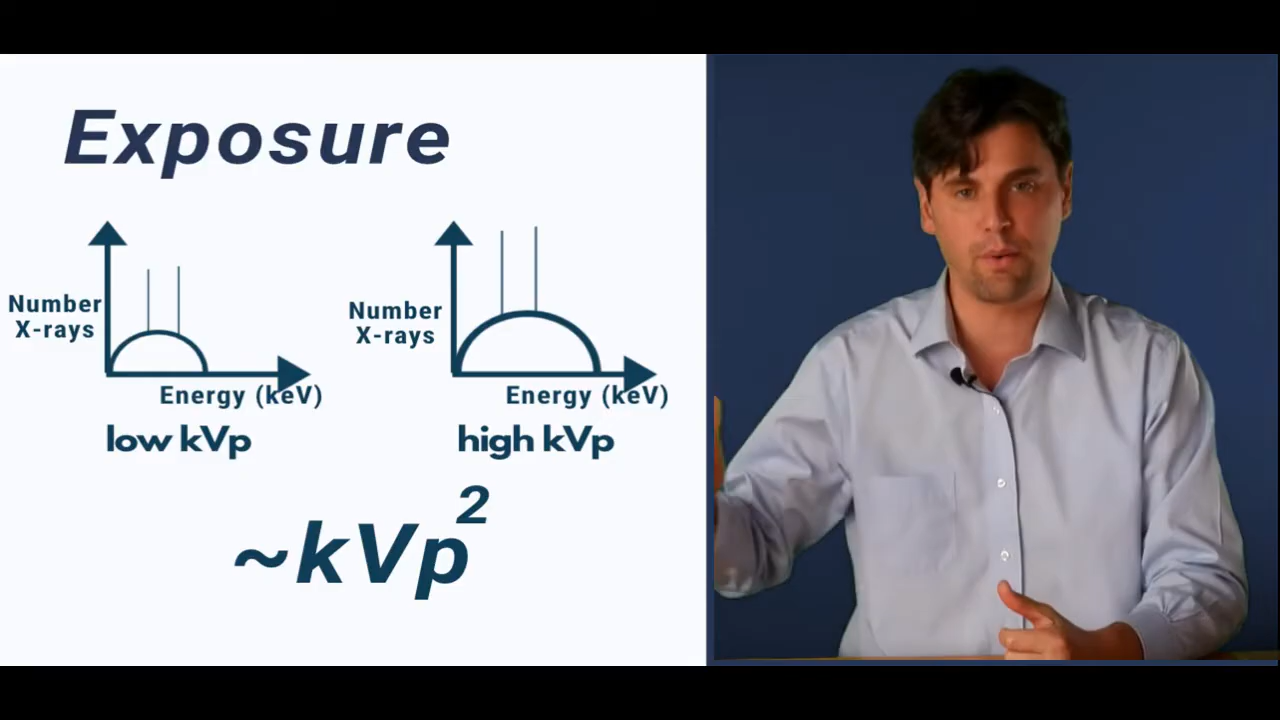 Exposure
Number
X-rays
Energy (keV)
low kVp
Number
X-rays
Energy (keV)
high kVp
~kVp²